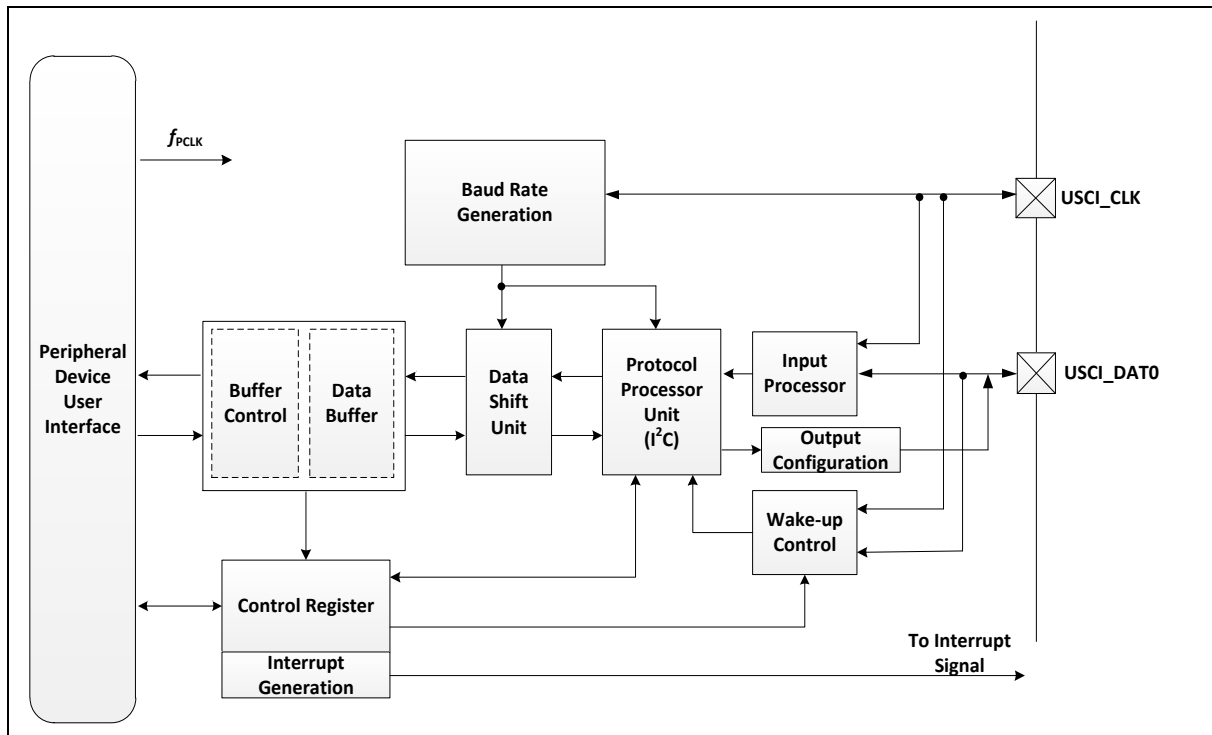 fPCLK
Baud Rate
Generation
USCI_CLK
Peripheral
Device
User
Interface
Buffer
Control
Data
Buffer
Data
Shift
Unit
Protocol
Processor
Unit
(I²C)
Input
Processor
USCI_DAT0
Output
Configuration
Wake-up
Control
Control Register
Interrupt
Generation
To Interrupt
Signal